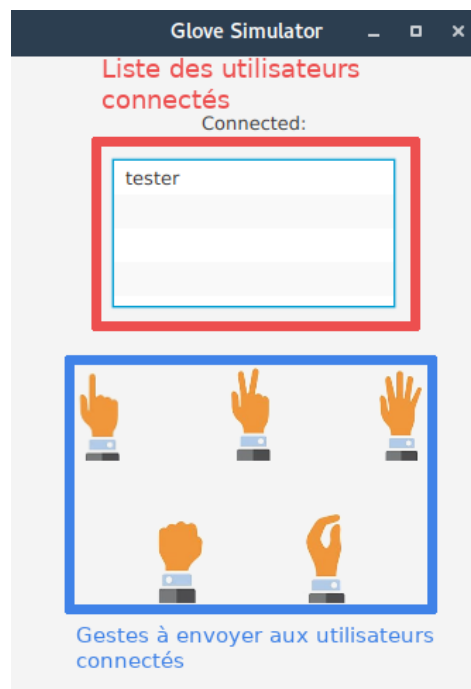 Glove Simulator
Liste des utilisateurs
connectés
Connected:
tester
Gestes à envoyer aux utilisateurs
connectés